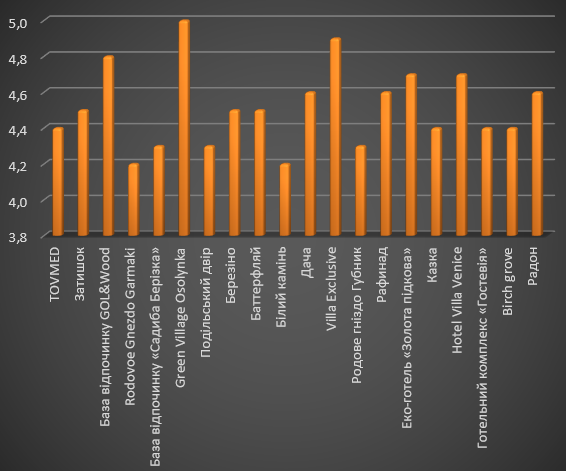 5,0
4,8
4,6
4,4
4,2
4,0
3,8
TOVMED
Затишок
База відпочинку GOL&Wood
Rodovoe Gnezdo Garmaki
База відпочинку «Садиба Берізка»
Green Village Osolynka
Подільський двір
Березіно
Баттерфляй
Білий камінь
Дача
Villa Exclusive
Родове гніздо Губник
Рафинад
Еко-готель «Золота підкова»
Казка
Hotel Villa Venice
Готельний комплекс «Гостевія»
Birch grove
Радон